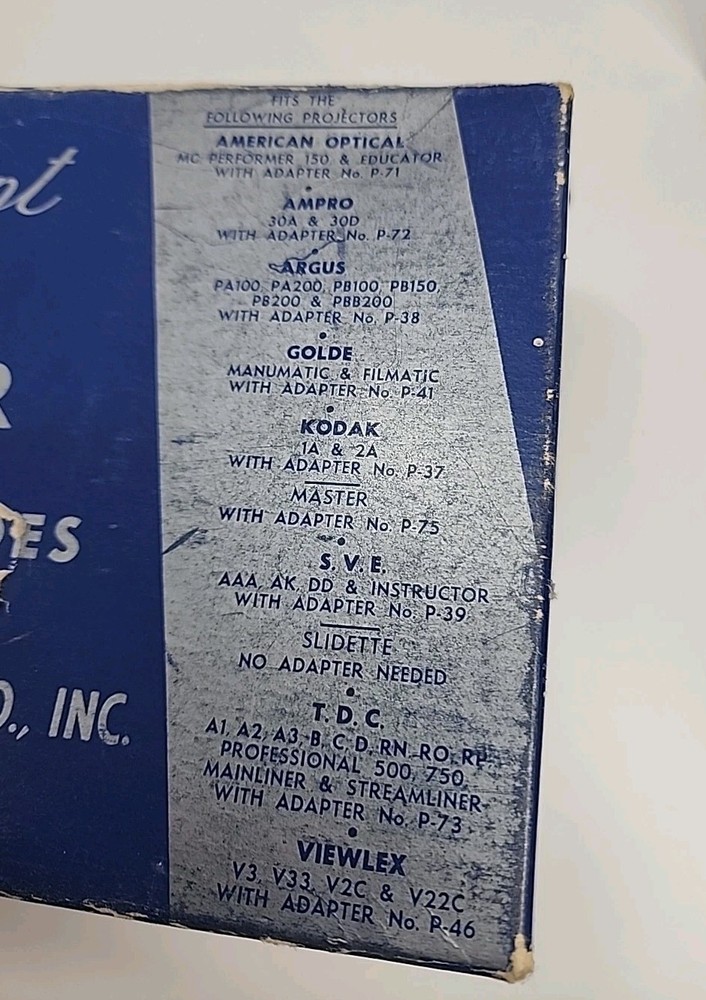 FITS THE
FOLLOWING PROJECTORS
AMERICAN OPTICAL
MC PERFORMER 150 & EDUCATOR
WITH ADAPTER No. P-71
AMPRO
30A & 30D
WITH ADAPTER No. P-72
ARGUS
PA100, PA200, PB100, PB150,
PB200 & PBB200
WITH ADAPTER No. P-38
GOLDE
MANUMATIC & FILMATIC
WITH ADAPTER No. P-41
KODAK
1A & 2A
WITH ADAPTER No. P-37
MASTER
WITH ADAPTER No. P-75
S. V. E.
AAA, AK, DD & INSTRUCTOR
WITH ADAPTER No. P-39
SLIDETTE
NO ADAPTER NEEDED
T. D. C.
A1, A2, A3, B, C, D, RN, RO, RP
PROFESSIONAL 500, 750,
MAINLINER & STREAMLINER
WITH ADAPTER No. P-73
VIEWLEX
V3, V33, V2C & V22C
WITH ADAPTER No. P-46
INC.